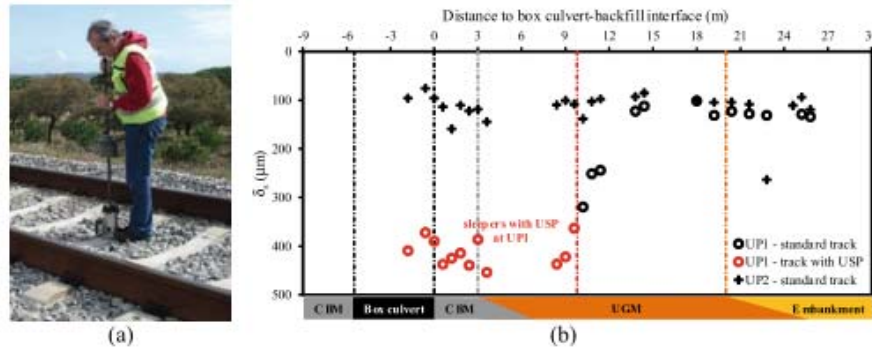 Distance to box culvert-backfill interface (m)
-9 -6 -3 0 3 6 9 12 15 18 21 24 27 30
0
100
200
300
400
500
δs (μm)
sleepers with USP
at UP1
UP1 - standard track
UP1 - track with USP
UP2 - standard track
CBM Box culvert CBM UGM Embankment
(a) (b)